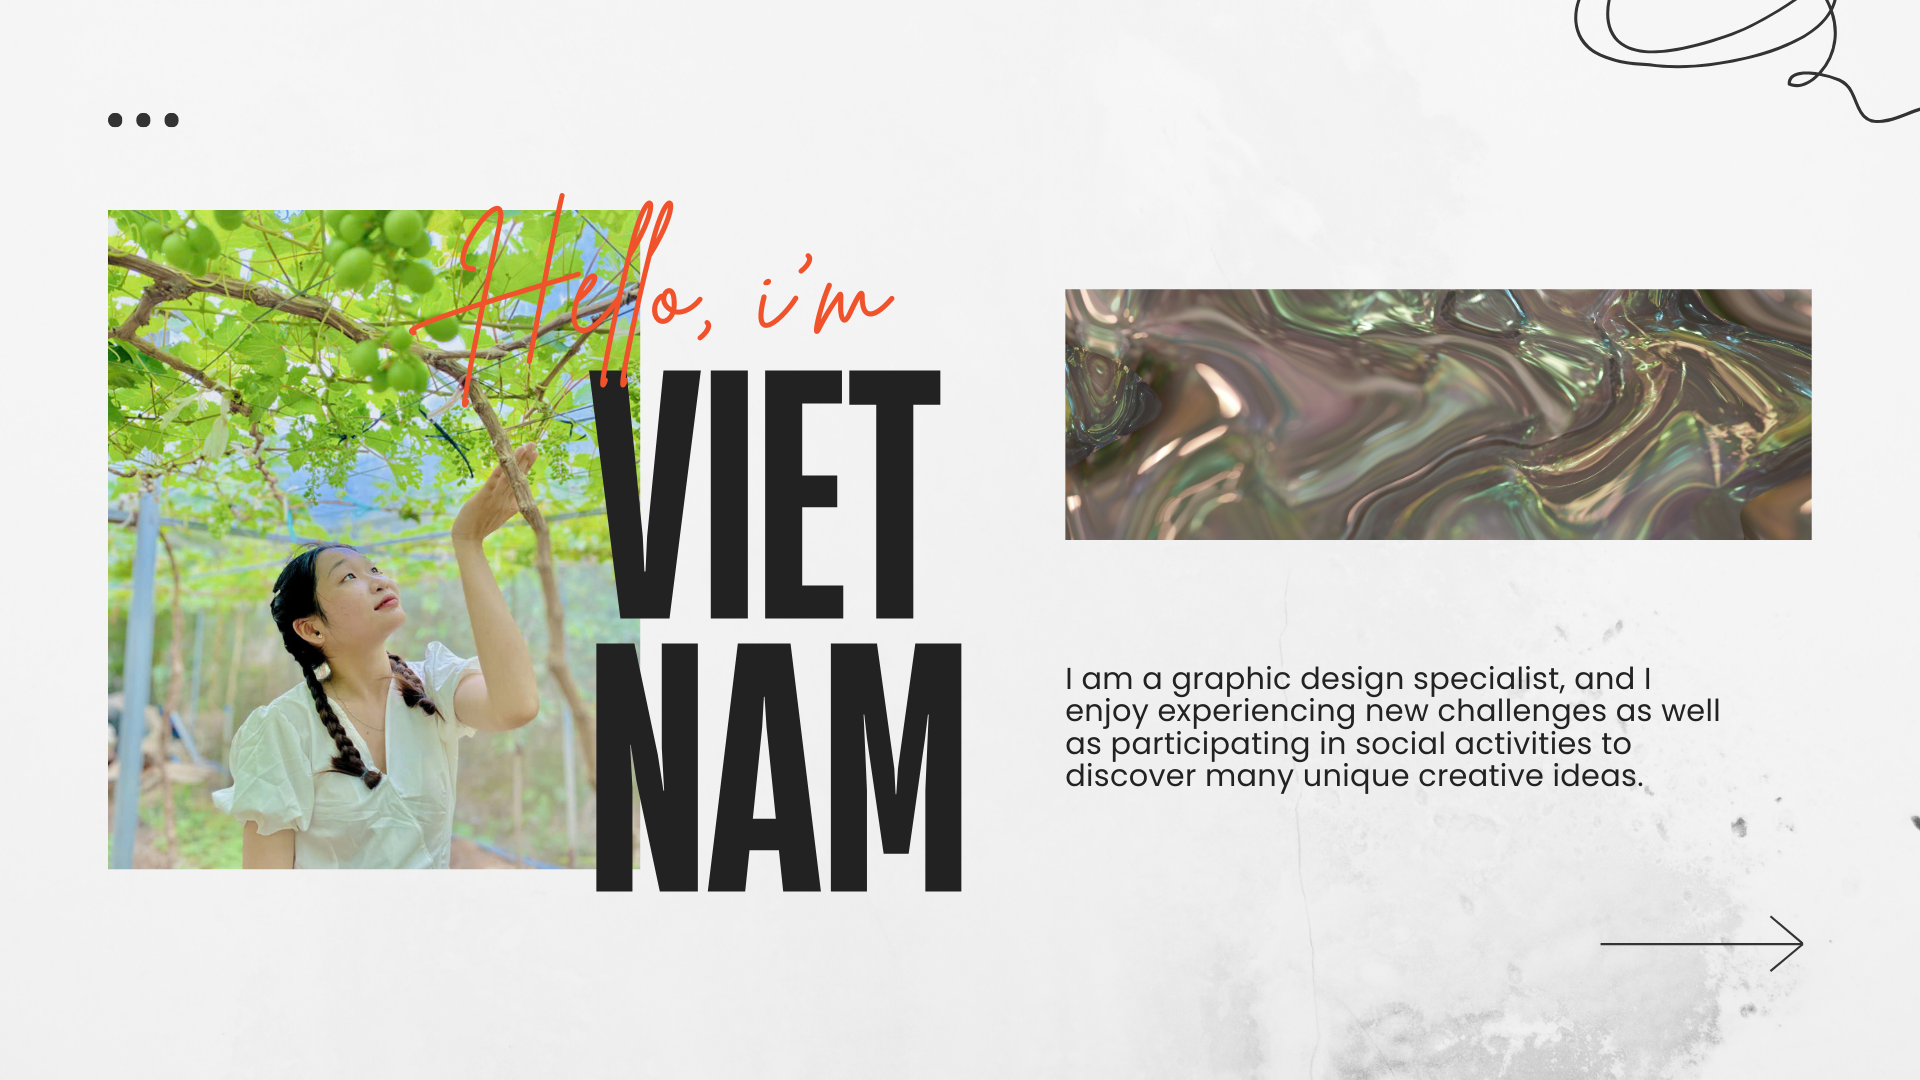 Hello, i'm
VIET
NAM
I am a graphic design specialist, and I
enjoy experiencing new challenges as well
as participating in social activities to
discover many unique creative ideas.